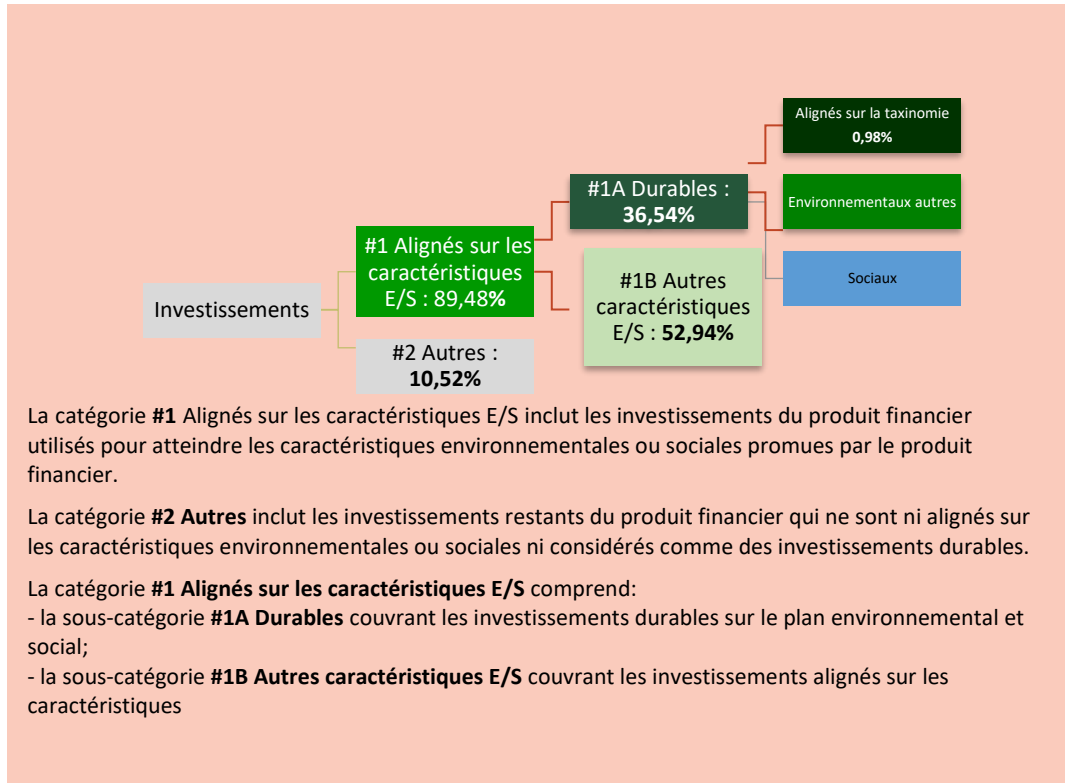 Alignés sur la taxinomie
0,98%
#1A Durables :
36,54%
Environnementaux autres
#1 Alignés sur les
caractéristiques
E/S : 89,48%
#1B Autres
caractéristiques
E/S : 52,94%
Sociaux
Investissements
#2 Autres :
10,52%
La catégorie #1 Alignés sur les caractéristiques E/S inclut les investissements du produit financier
utilisés pour atteindre les caractéristiques environnementales ou sociales promues par le produit
financier.
La catégorie #2 Autres inclut les investissements restants du produit financier qui ne sont ni alignés sur
les caractéristiques environnementales ou sociales ni considérés comme des investissements durables.
La catégorie #1 Alignés sur les caractéristiques E/S comprend:
- la sous-catégorie #1A Durables couvrant les investissements durables sur le plan environnemental et
social;
- la sous-catégorie #1B Autres caractéristiques E/S couvrant les investissements alignés sur les
caractéristiques